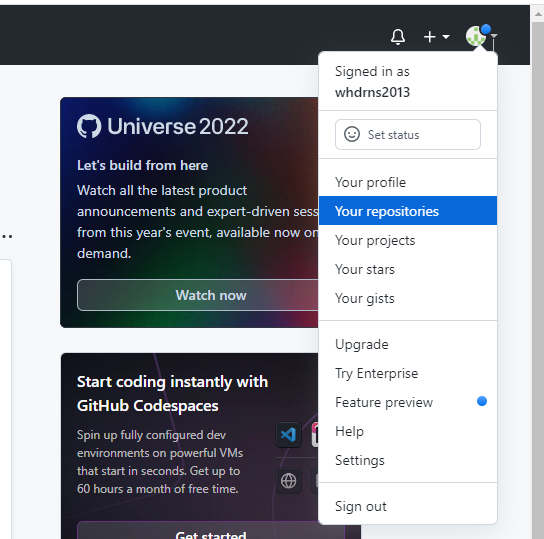 Signed in as
whdrns2013
Set status
Your profile
Your repositories
Your projects
Your stars
Your gists
Upgrade
Try Enterprise
Feature preview
Help
Settings
Sign out
Universe 2022
Let's build from here
Watch all the latest product
announcements and expert-driven sess
from this year's event, available now on
demand.
Watch now
Start coding instantly with
GitHub Codespaces
Spin up fully configured dev
environments on powerful VMs
that start in seconds. Get up to
60 hours a month of free time.
Get started